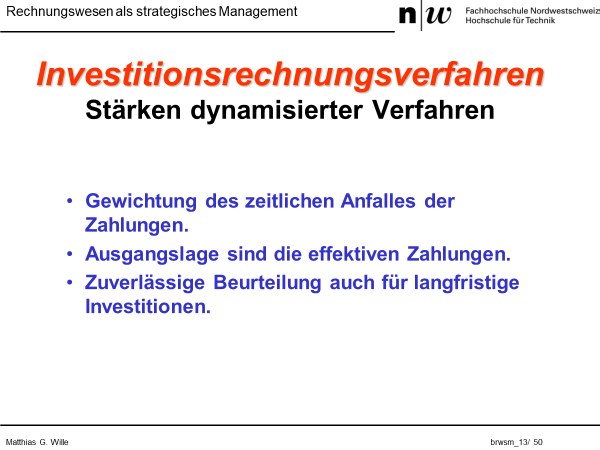 Rechnungswesen als strategisches Management
n|w Fachhochschule Nordwestschweiz
Hochschule für Technik
Investitionsrechnungsverfahren
Stärken dynamisierter Verfahren
• Gewichtung des zeitlichen Anfalles der
Zahlungen.
• Ausgangslage sind die effektiven Zahlungen.
• Zuverlässige Beurteilung auch für langfristige
Investitionen.
Matthias G. Wille
brwsm_13/ 50